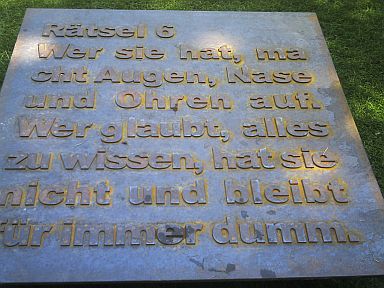 Rätsel 6
Wer sie hat, ma
cht Augen, Nase
und Ohren auf.
Wer glaubt, alles
zu wissen, hat sie
nicht und bleibt
für immer dumm.